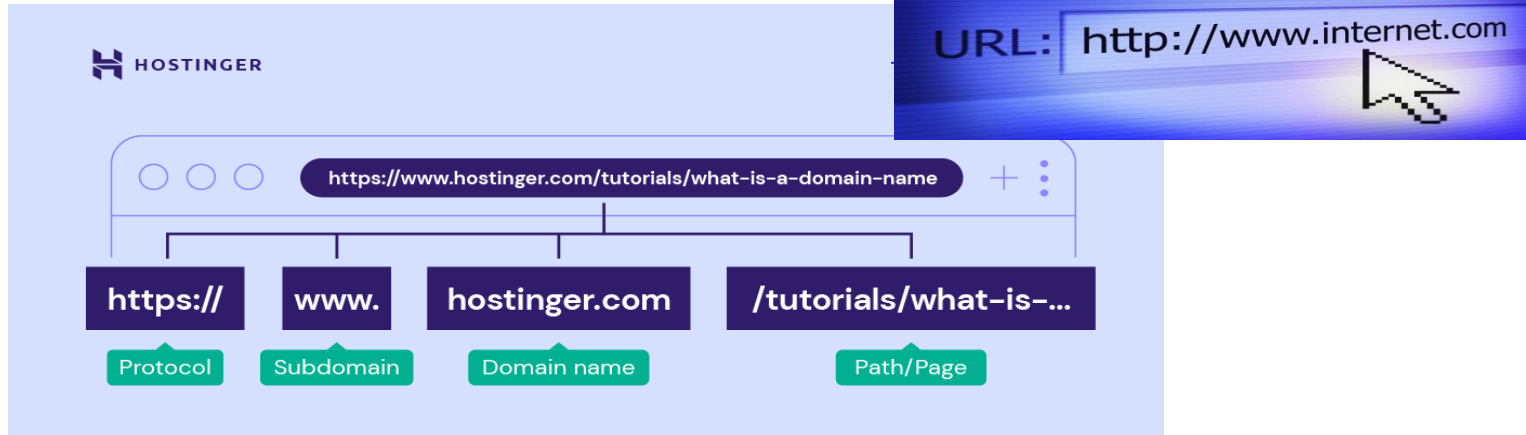 HOSTINGER
URL: http://www.internet.com
https://www.hostinger.com/tutorials/what-is-a-domain-name
https:// www. hostinger.com /tutorials/what-is-...
Protocol Subdomain Domain name Path/Page